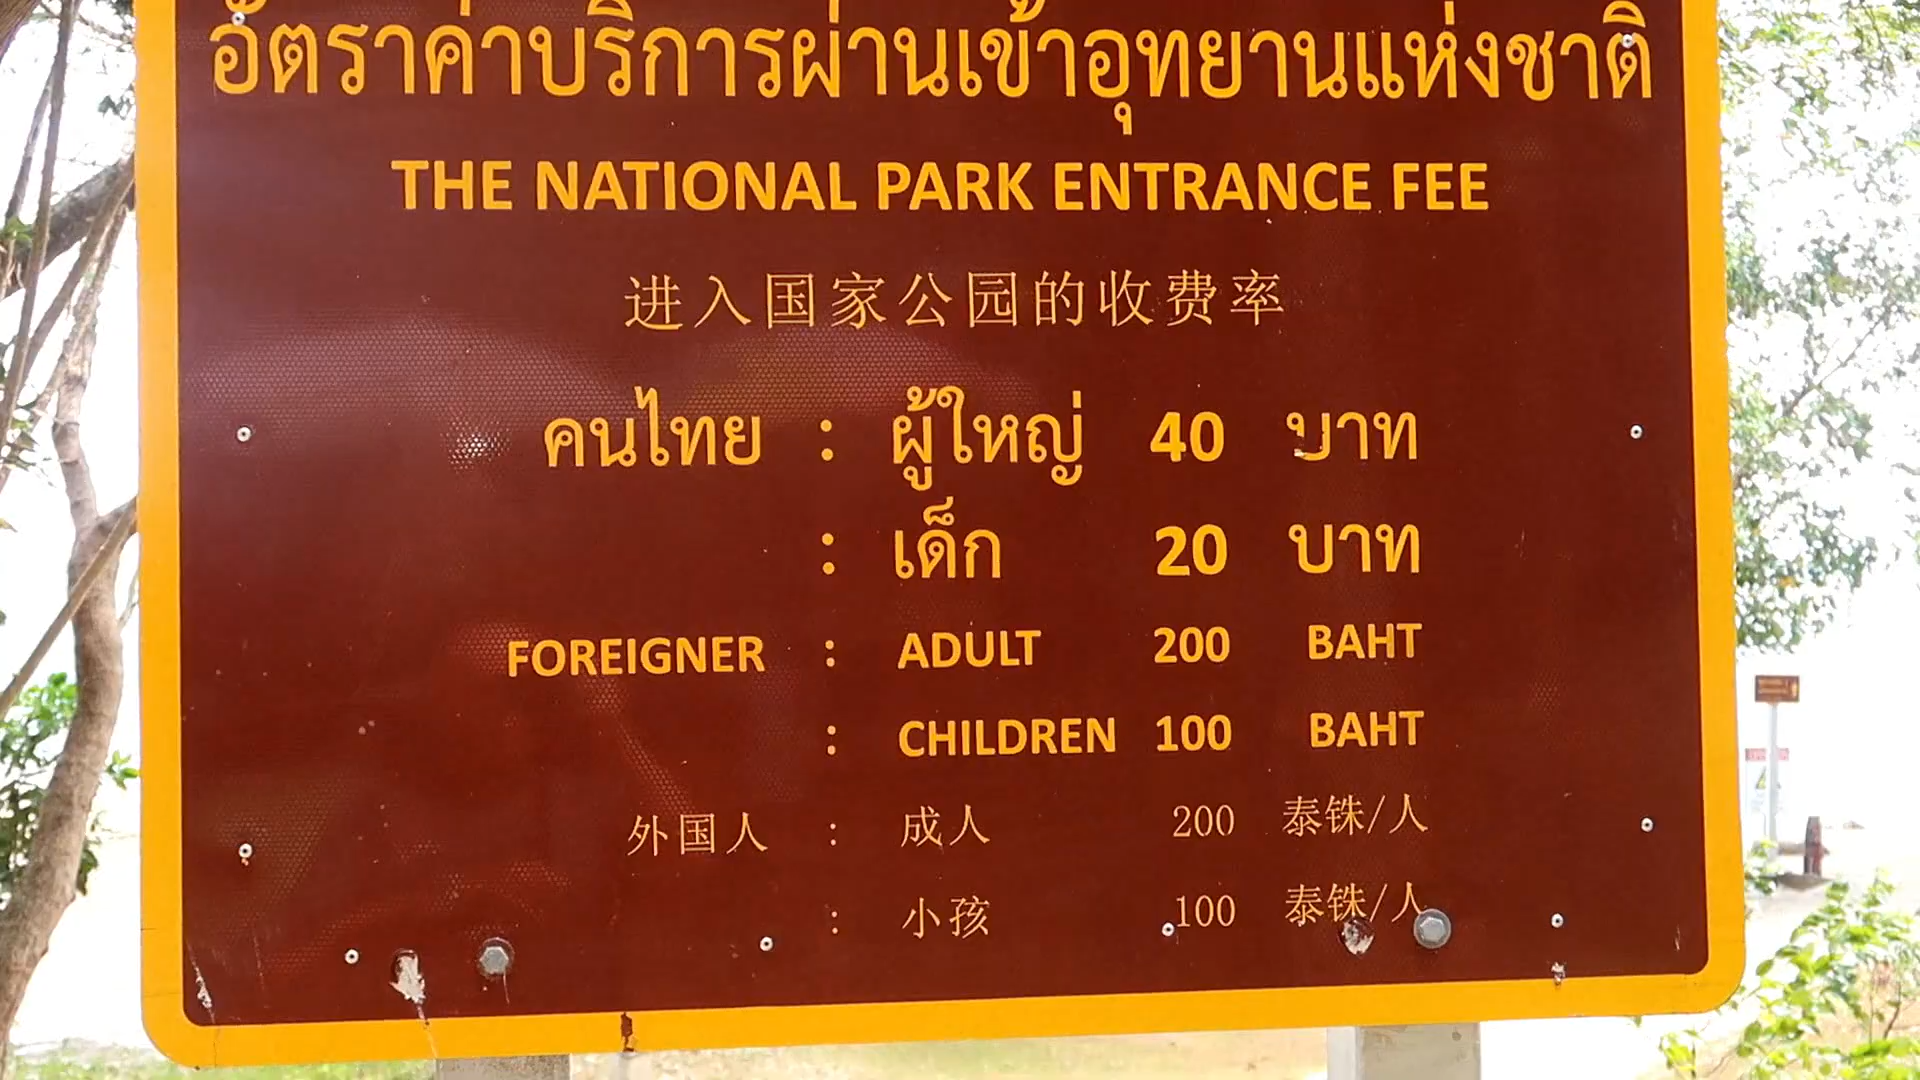 อัตราค่าบริการผ่านเข้าอุทยานแห่งชาติ
THE NATIONAL PARK ENTRANCE FEE
进入国家公园的收费率
คนไทย : ผู้ใหญ่ 40 บาท
: เด็ก 20 บาท
FOREIGNER : ADULT 200 BAHT
: CHILDREN 100 BAHT
外国人 : 成人 200 泰铢/人
: 小孩 100 泰铢/人